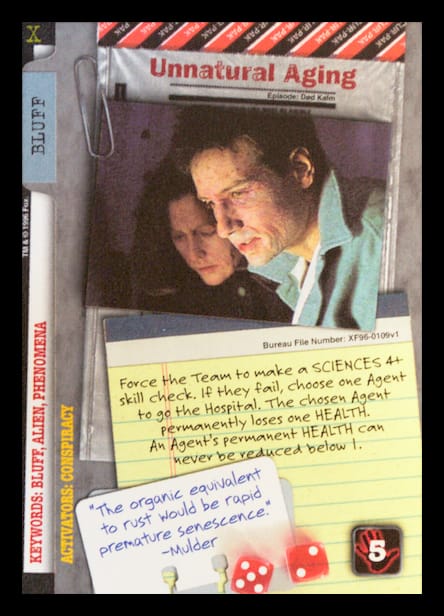 X
BLUFF
TM & © 1996 Fox.
KEYWORDS: BLUFF, ALIEN, PHENOMENA
ACTIVATORS: CONSPIRACY
Unnatural Aging
Episode: Død Kalm
Bureau File Number: XF96-0109v1
Force the Team to make a SCIENCES 4+
skill check. If they fail, choose one Agent
to go the Hospital. The chosen Agent
permanently loses one HEALTH.
An Agent's permanent HEALTH can
never be reduced below 1.
"The organic equivalent
to rust would be rapid
premature senescence."
-Mulder
5